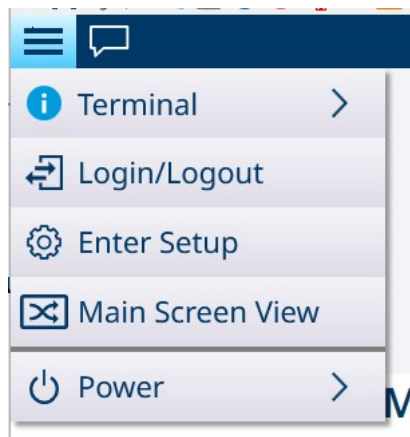 Terminal
Login/Logout
Enter Setup
Main Screen View
Power
M